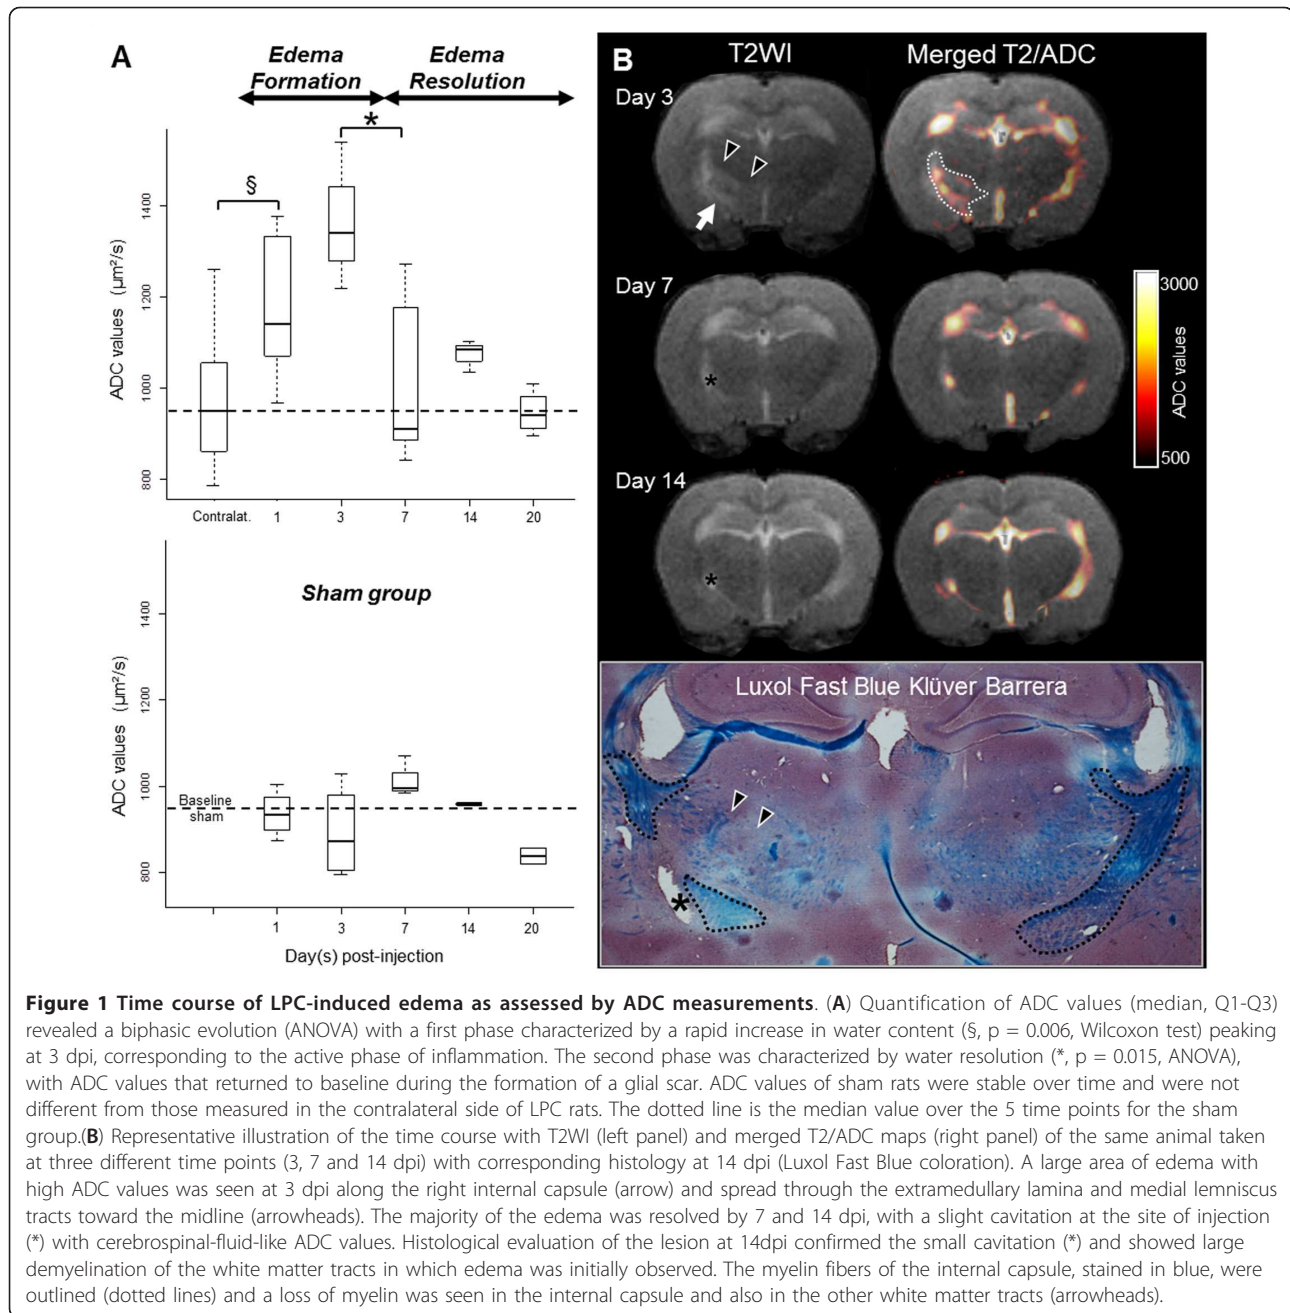 A
Edema
Formation
Edema
Resolution
*
§
ADC values (µm²/s)
1400
1200
1000
800
Contralat.
1
3
7
14
20
Sham group
ADC values (µm²/s)
1400
1200
1000
800
Baseline
sham
1
3
7
14
20
Day(s) post-injection
B
T2WI
Merged T2/ADC
Day 3
Day 7
*
3000
ADC values
500
Day 14
*
Luxol Fast Blue Klüver Barrera
*
Figure 1 Time course of LPC-induced edema as assessed by ADC measurements. (A) Quantification of ADC values (median, Q1-Q3)
revealed a biphasic evolution (ANOVA) with a first phase characterized by a rapid increase in water content (§, p = 0.006, Wilcoxon test) peaking
at 3 dpi, corresponding to the active phase of inflammation. The second phase was characterized by water resolution (*, p = 0.015, ANOVA),
with ADC values that returned to baseline during the formation of a glial scar. ADC values of sham rats were stable over time and were not
different from those measured in the contralateral side of LPC rats. The dotted line is the median value over the 5 time points for the sham
group.(B) Representative illustration of the time course with T2WI (left panel) and merged T2/ADC maps (right panel) of the same animal taken
at three different time points (3, 7 and 14 dpi) with corresponding histology at 14 dpi (Luxol Fast Blue coloration). A large area of edema with
high ADC values was seen at 3 dpi along the right internal capsule (arrow) and spread through the extramedullary lamina and medial lemniscus
tracts toward the midline (arrowheads). The majority of the edema was resolved by 7 and 14 dpi, with a slight cavitation at the site of injection
(*) with cerebrospinal-fluid-like ADC values. Histological evaluation of the lesion at 14dpi confirmed the small cavitation (*) and showed large
demyelination of the white matter tracts in which edema was initially observed. The myelin fibers of the internal capsule, stained in blue, were
outlined (dotted lines) and a loss of myelin was seen in the internal capsule and also in the other white matter tracts (arrowheads).